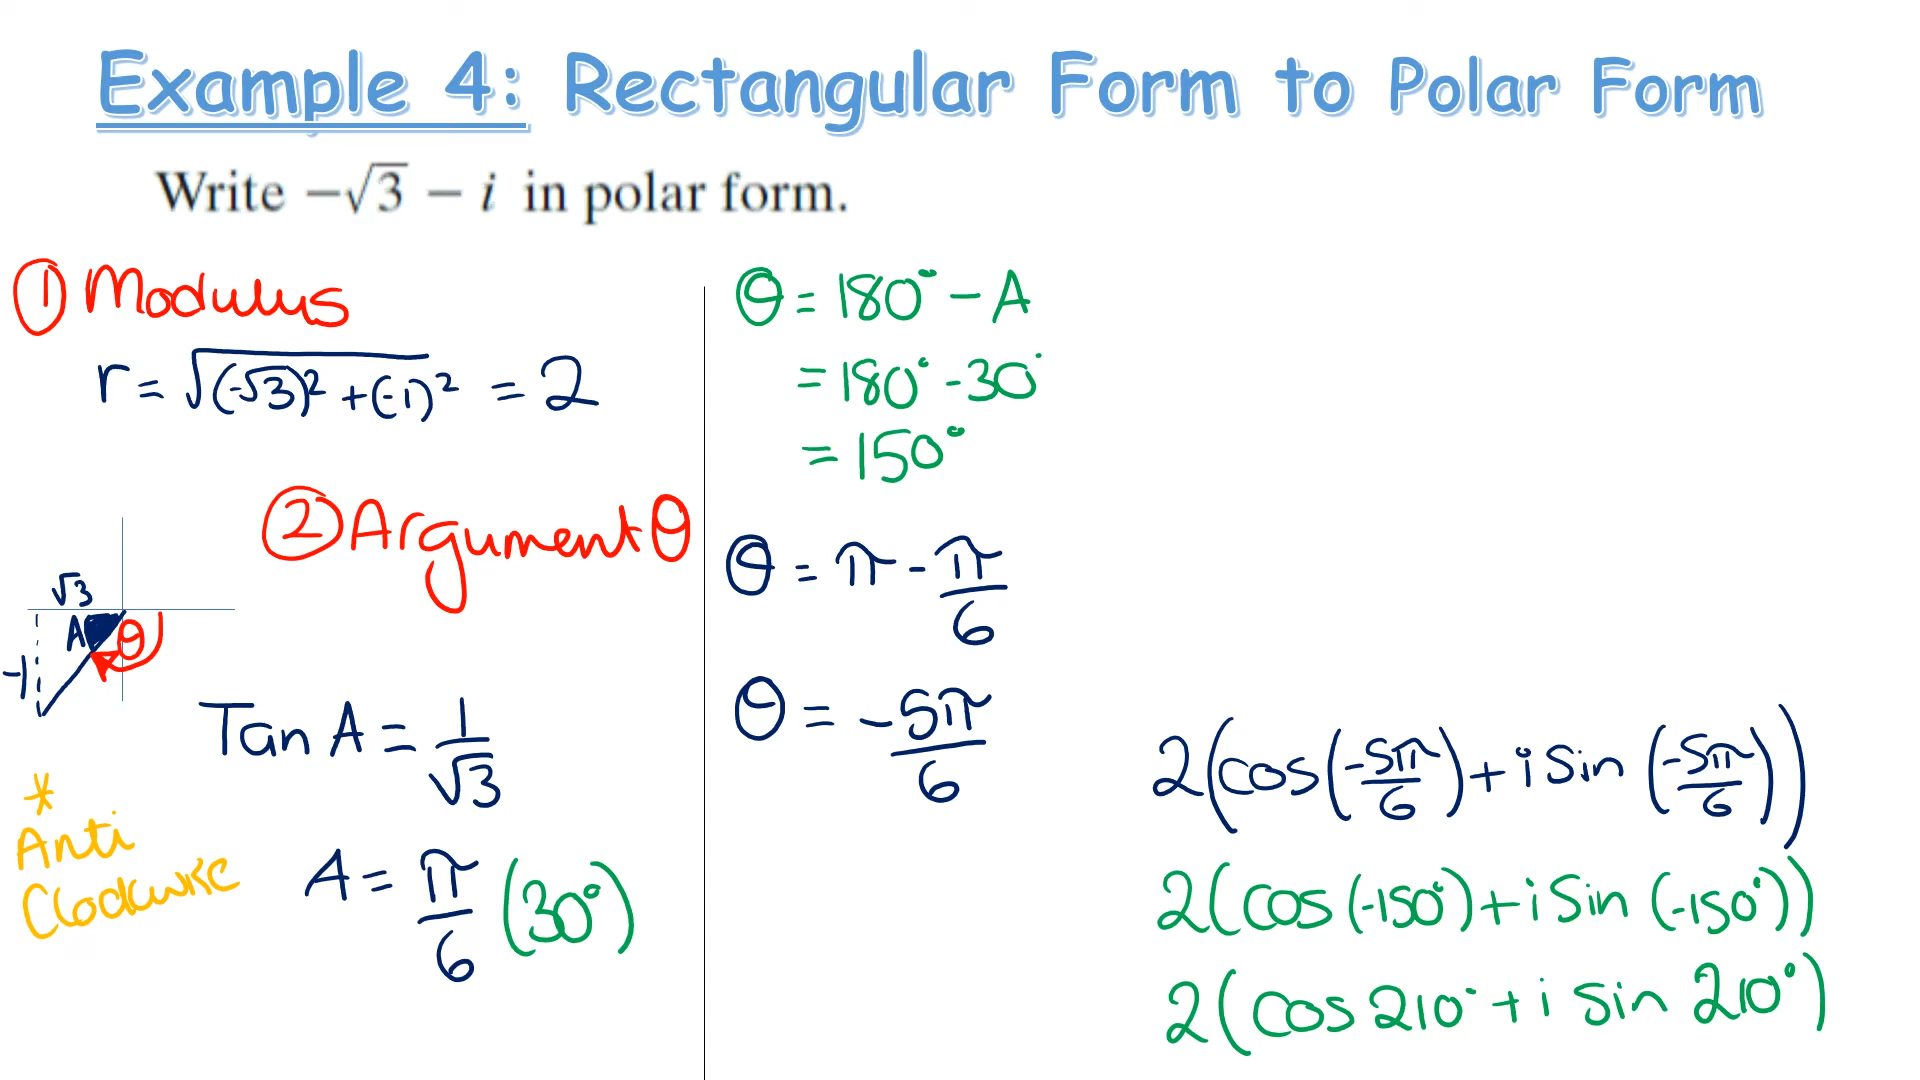 Example 4: Rectangular Form to Polar Form
Write −√3 − i in polar form.
① Modulus
r = √(-√3)² + (-1)² = 2
② Argument θ
√3
A θ
-1
Tan A = 1/√3
*
Anti
Clockwise
A = π/6 (30°)
θ = 180° - A
= 180° - 30°
= 150°
θ = π - π/6
θ = -5π/6
2(cos(-5π/6) + i sin(-5π/6))
2(cos(-150°) + i sin(-150°))
2(cos 210° + i sin 210°)